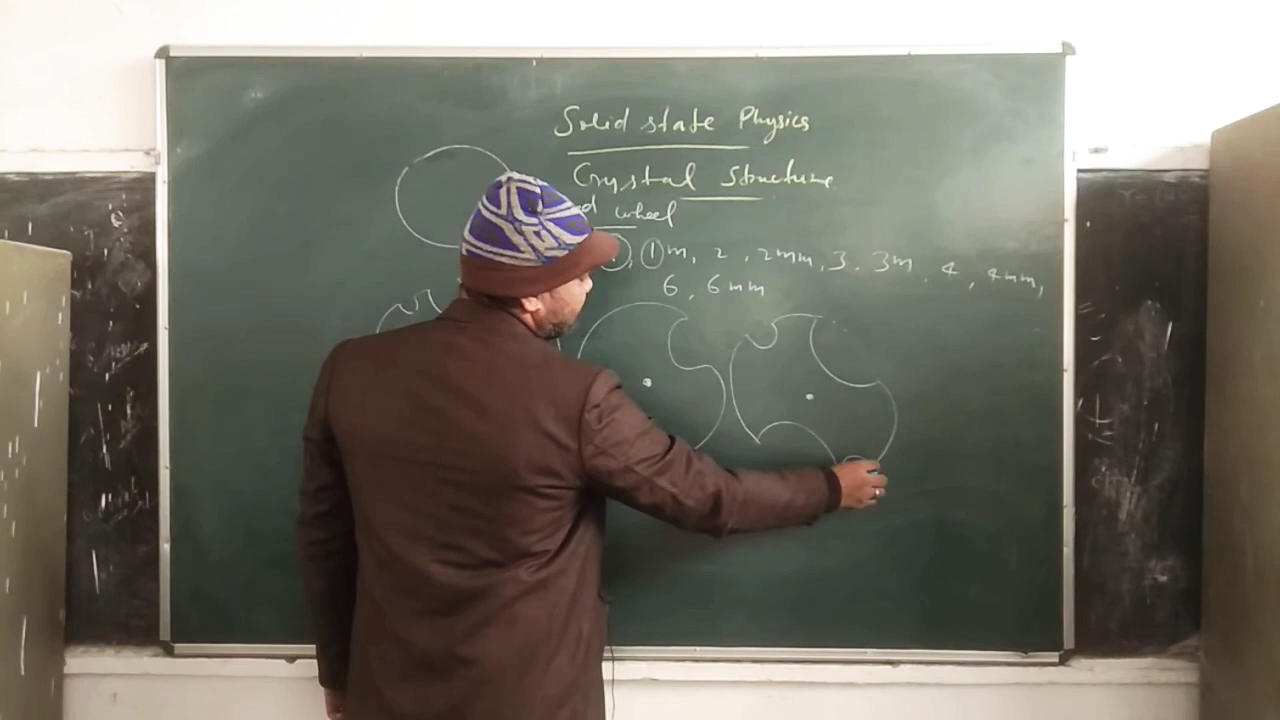 Solid state Physics
Crystal Structure
wheel
1m, 2, 2mm, 3, 3m, 4, 4mm,
6, 6mm